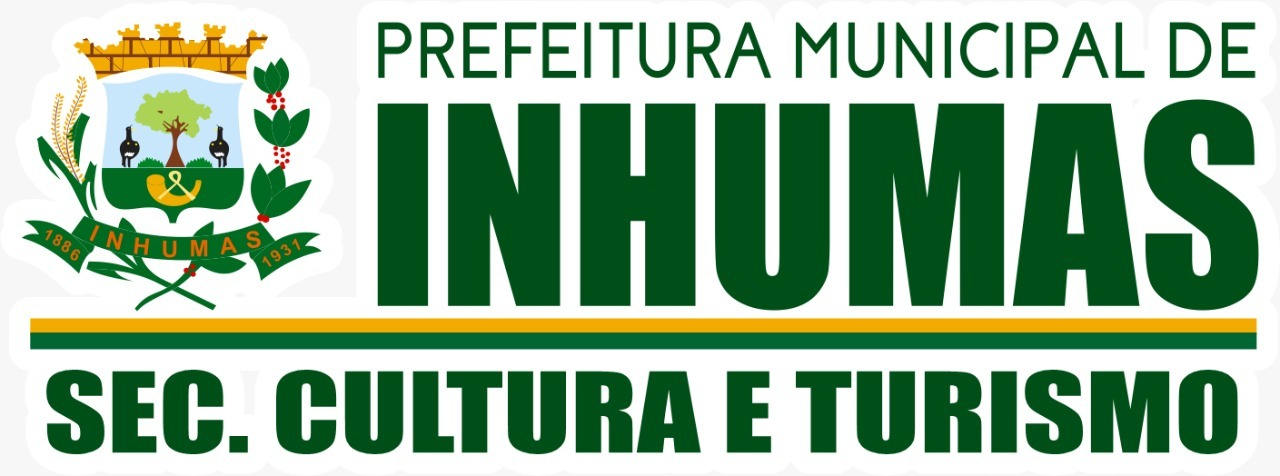 PREFEITURA MUNICIPAL DE
INHUMAS
1886 INHUMAS 1931
SEC. CULTURA E TURISMO